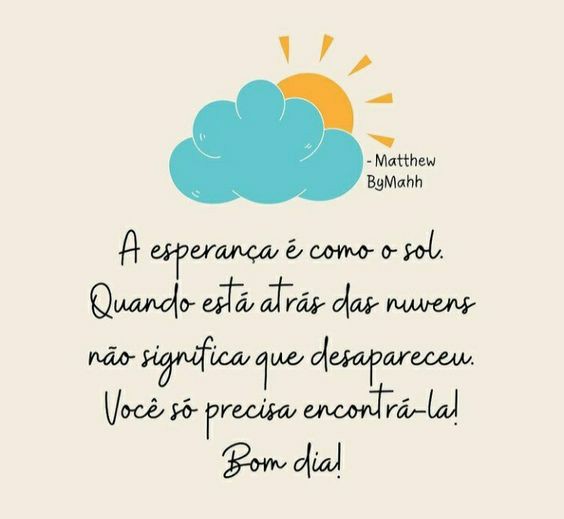 - Matthew
ByMahh
A esperança é como o sol.
Quando está atrás das nuvens
não significa que desapareceu.
Você só precisa encontrá-la!
Bom dia!